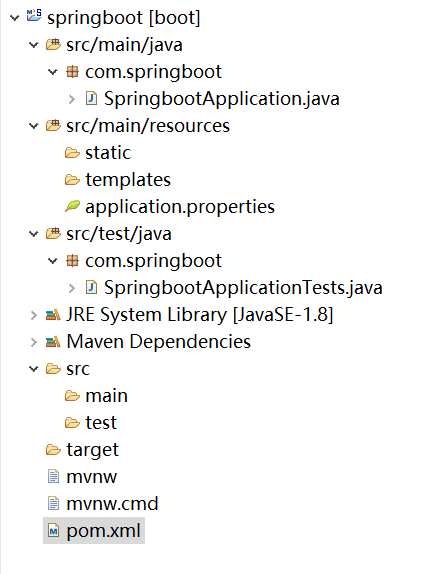 springboot [boot]
src/main/java
com.springboot
SpringbootApplication.java
src/main/resources
static
templates
application.properties
src/test/java
com.springboot
SpringbootApplicationTests.java
JRE System Library [JavaSE-1.8]
Maven Dependencies
src
main
test
target
mvnw
mvnw.cmd
pom.xml